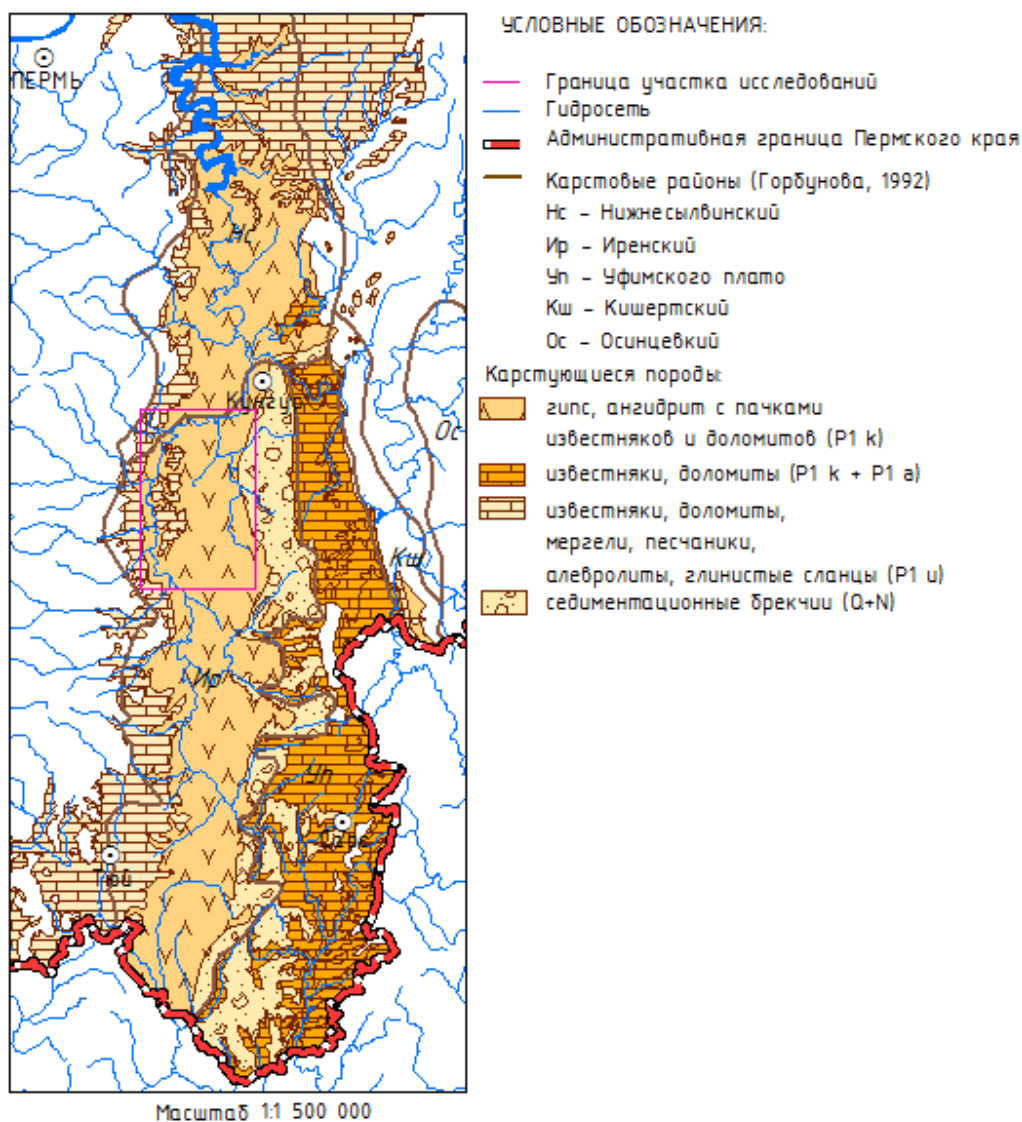 ПЕРМЬ
Нс
Кунгур
Ос
Кш
Ир
Уп
Тюй
Масштаб 1:1 500 000
УСЛОВНЫЕ ОБОЗНАЧЕНИЯ:
Граница участка исследований
Гидросеть
Административная граница Пермского края
Карстовые районы (Горбунова, 1992)
Нс – Нижнесылвинский
Ир – Иренский
Уп – Уфимского плато
Кш – Кишертский
Ос – Осинцевкий
Карстующиеся породы:
гипс, ангидрит с пачками
известняков и доломитов (P1 k)
известняки, доломиты (P1 k + P1 a)
известняки, доломиты,
мергели, песчаники,
алевролиты, глинистые сланцы (P1 u)
седиментационные брекчии (Q+N)